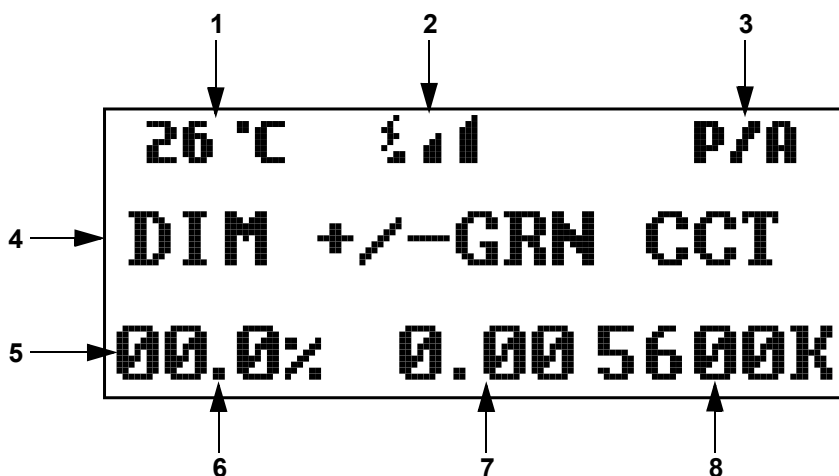 1 2 3
26 °C P/A
4 DIM +/-GRN CCT
5 00.0% 0.00 5600K
6 7 8